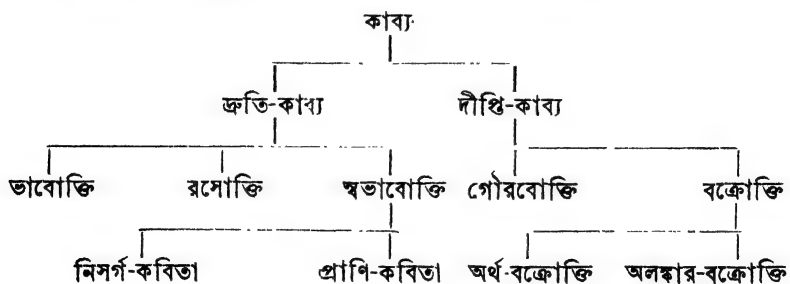 কাব্য
দ্রুতি-কাব্য দীপ্তি-কাব্য
ভাবোক্তি রসোক্তি স্বভাবোক্তি গৌরবোক্তি বক্রোক্তি
নিসর্গ-কবিতা প্রাণি-কবিতা অর্থ-বক্রোক্তি অলঙ্কার-বক্রোক্তি